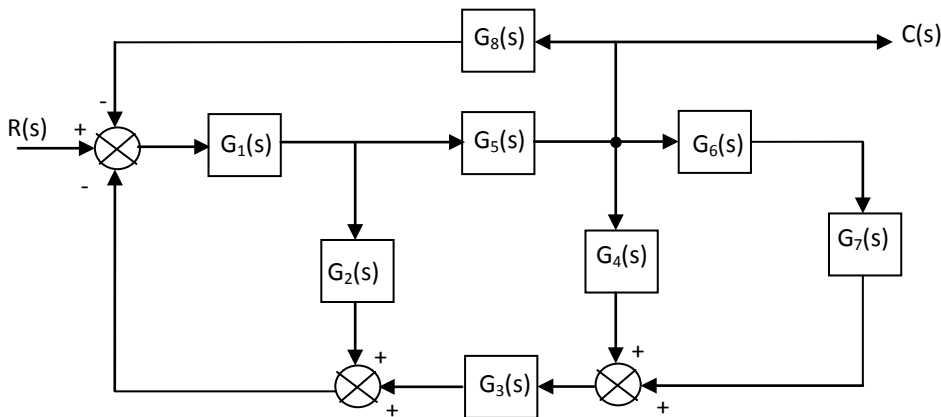 G₈(s)
C(s)
-
R(s)
+
G₁(s)
G₅(s)
G₆(s)
-
G₂(s)
G₄(s)
G₇(s)
+
+
G₃(s)
+
+